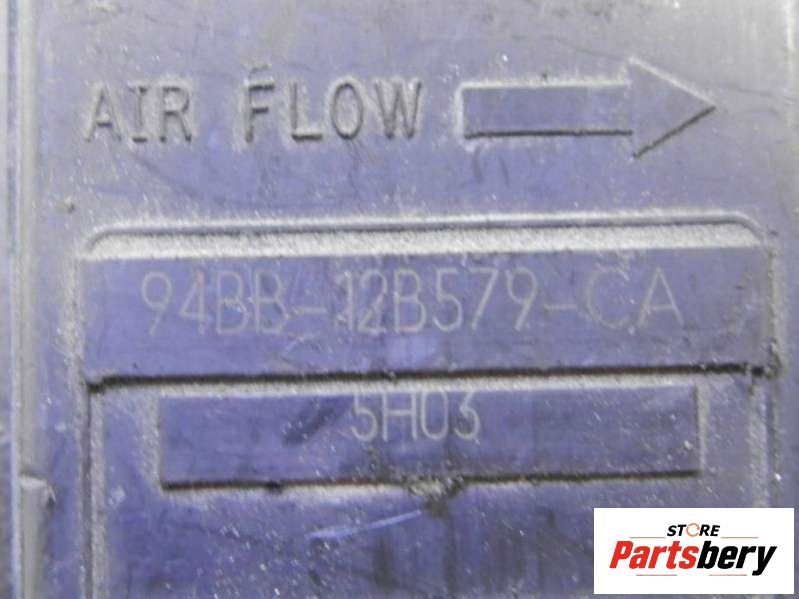 AIR FLOW
94BB-12B579-CA
5H03
STORE
Partsbery